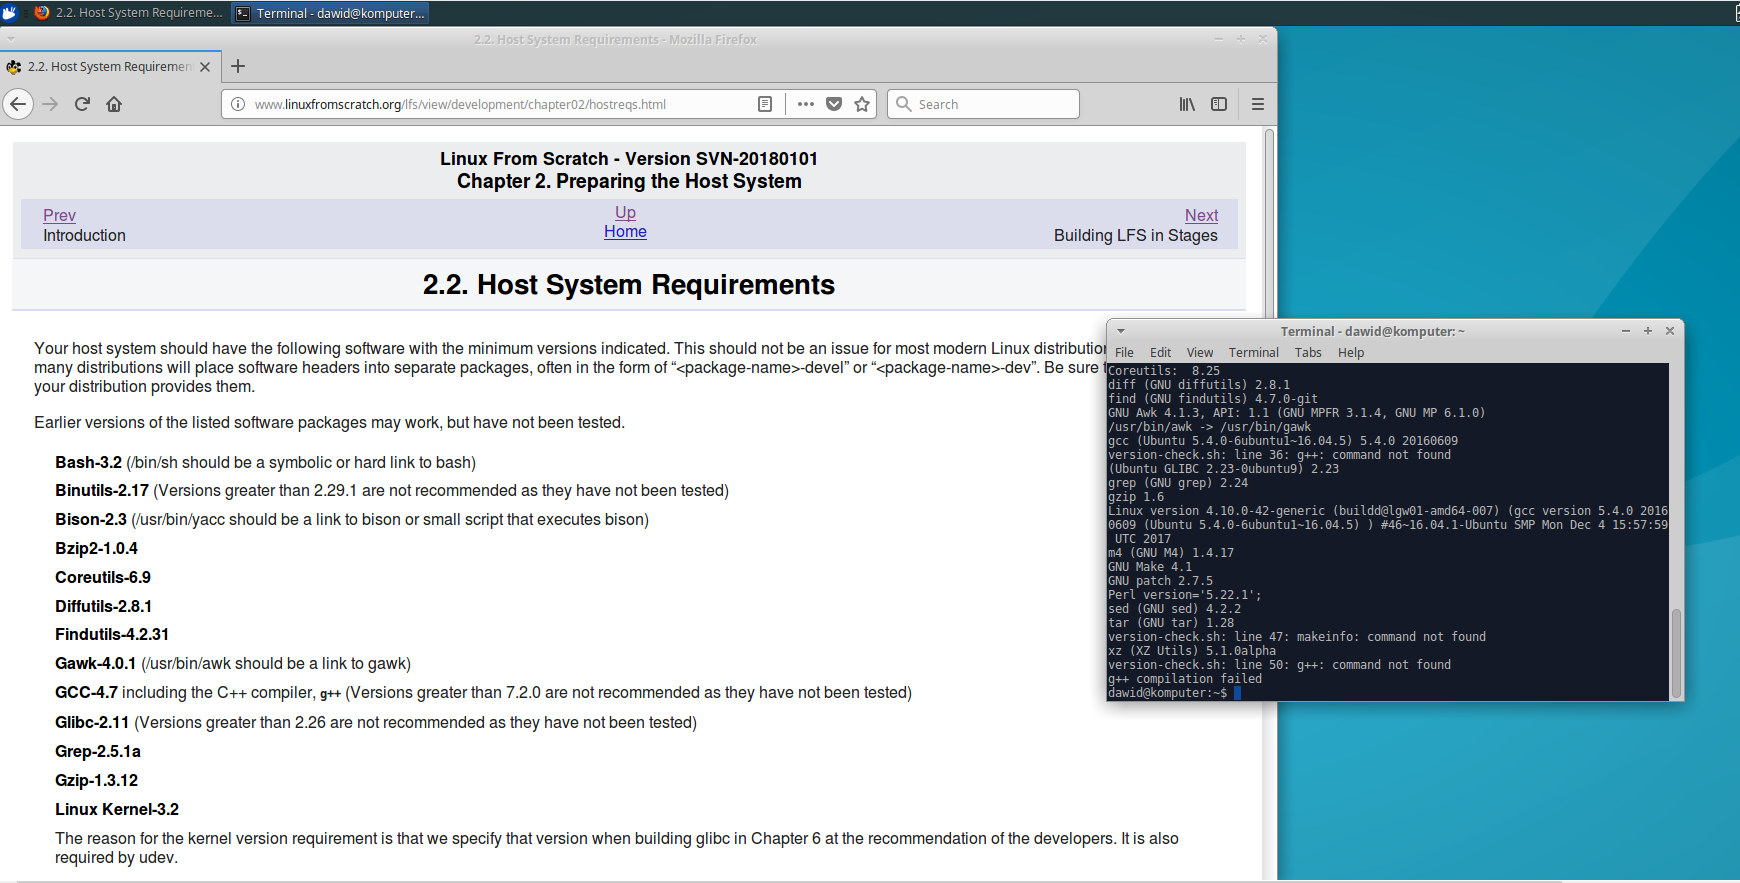 2.2. Host System Requireme...
Terminal - dawid@komputer...
2.2. Host System Requirements - Mozilla Firefox
2.2. Host System Requiremen
www.linuxfromscratch.org/lfs/view/development/chapter02/hostreqs.html
Search
Linux From Scratch - Version SVN-20180101
Chapter 2. Preparing the Host System
Prev
Up
Next
Introduction
Home
Building LFS in Stages
2.2. Host System Requirements
Your host system should have the following software with the minimum versions indicated. This should not be an issue for most modern Linux distribution
many distributions will place software headers into separate packages, often in the form of “<package-name>-devel” or “<package-name>-dev”. Be sure
your distribution provides them.
Earlier versions of the listed software packages may work, but have not been tested.
Bash-3.2 (/bin/sh should be a symbolic or hard link to bash)
Binutils-2.17 (Versions greater than 2.29.1 are not recommended as they have not been tested)
Bison-2.3 (/usr/bin/yacc should be a link to bison or small script that executes bison)
Bzip2-1.0.4
Coreutils-6.9
Diffutils-2.8.1
Findutils-4.2.31
Gawk-4.0.1 (/usr/bin/awk should be a link to gawk)
GCC-4.7 including the C++ compiler, g++ (Versions greater than 7.2.0 are not recommended as they have not been tested)
Glibc-2.11 (Versions greater than 2.26 are not recommended as they have not been tested)
Grep-2.5.1a
Gzip-1.3.12
Linux Kernel-3.2
The reason for the kernel version requirement is that we specify that version when building glibc in Chapter 6 at the recommendation of the developers. It is also
required by udev.
Terminal - dawid@komputer: ~
File Edit View Terminal Tabs Help
Coreutils:  8.25
diff (GNU diffutils) 2.8.1
find (GNU findutils) 4.7.0-git
GNU Awk 4.1.3, API: 1.1 (GNU MPFR 3.1.4, GNU MP 6.1.0)
/usr/bin/awk -> /usr/bin/gawk
gcc (Ubuntu 5.4.0-6ubuntu1~16.04.5) 5.4.0 20160609
version-check.sh: line 36: g++: command not found
(Ubuntu GLIBC 2.23-0ubuntu9) 2.23
grep (GNU grep) 2.24
gzip 1.6
Linux version 4.10.0-42-generic (buildd@lgw01-amd64-007) (gcc version 5.4.0 2016
0609 (Ubuntu 5.4.0-6ubuntu1~16.04.5) ) #46~16.04.1-Ubuntu SMP Mon Dec 4 15:57:59
UTC 2017
m4 (GNU M4) 1.4.17
GNU Make 4.1
GNU patch 2.7.5
Perl version='5.22.1';
sed (GNU sed) 4.2.2
tar (GNU tar) 1.28
version-check.sh: line 47: makeinfo: command not found
xz (XZ Utils) 5.1.0alpha
version-check.sh: line 50: g++: command not found
g++ compilation failed
dawid@komputer:~$